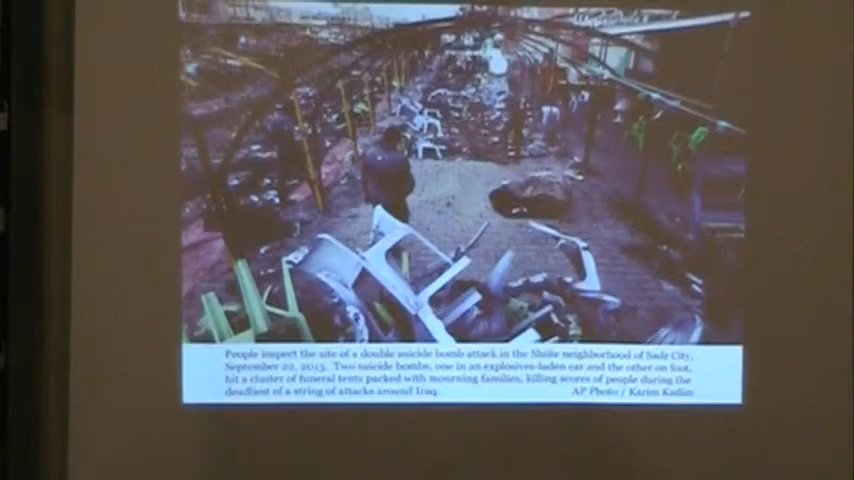 People inspect the site of a double suicide bomb attack in the Shiite neighborhood of Sadr City,
September 22, 2013. Two suicide bombs, one in an explosives-laden car and the other on foot,
hit a cluster of funeral tents packed with mourning families, killing scores of people during the
deadliest of a string of attacks around Iraq. AP Photo / Karim Kadim